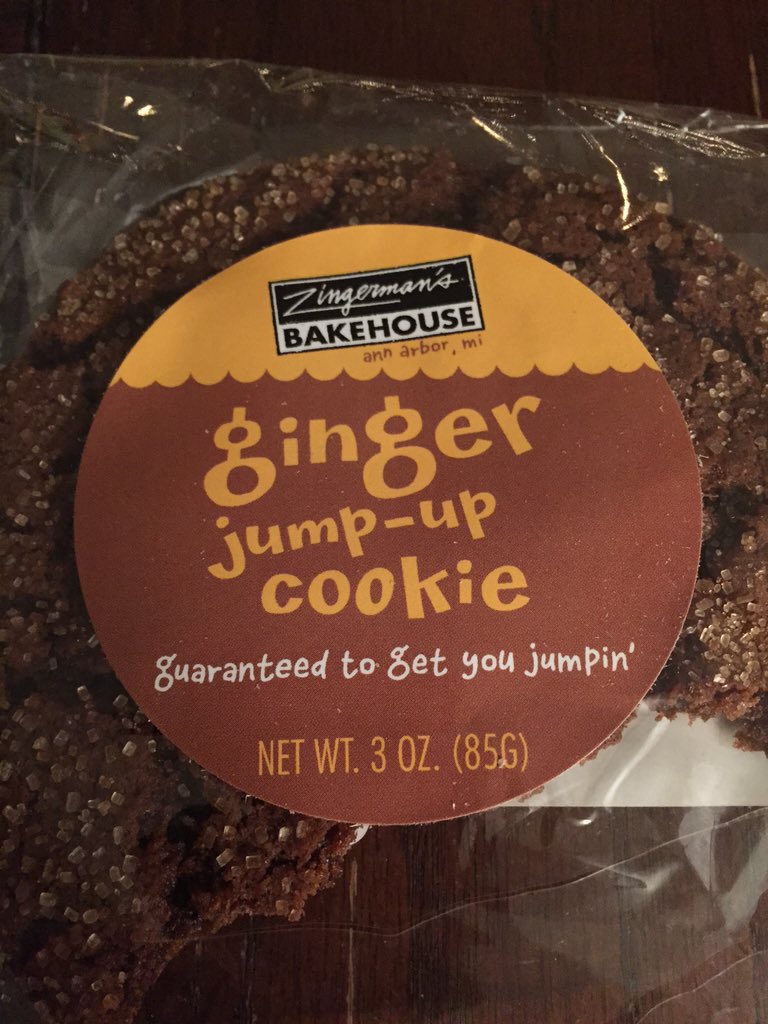 Zingerman's
BAKEHOUSE
ann arbor, mi
ginger
jump-up
cookie
guaranteed to get you jumpin'
NET WT. 3 OZ. (85G)